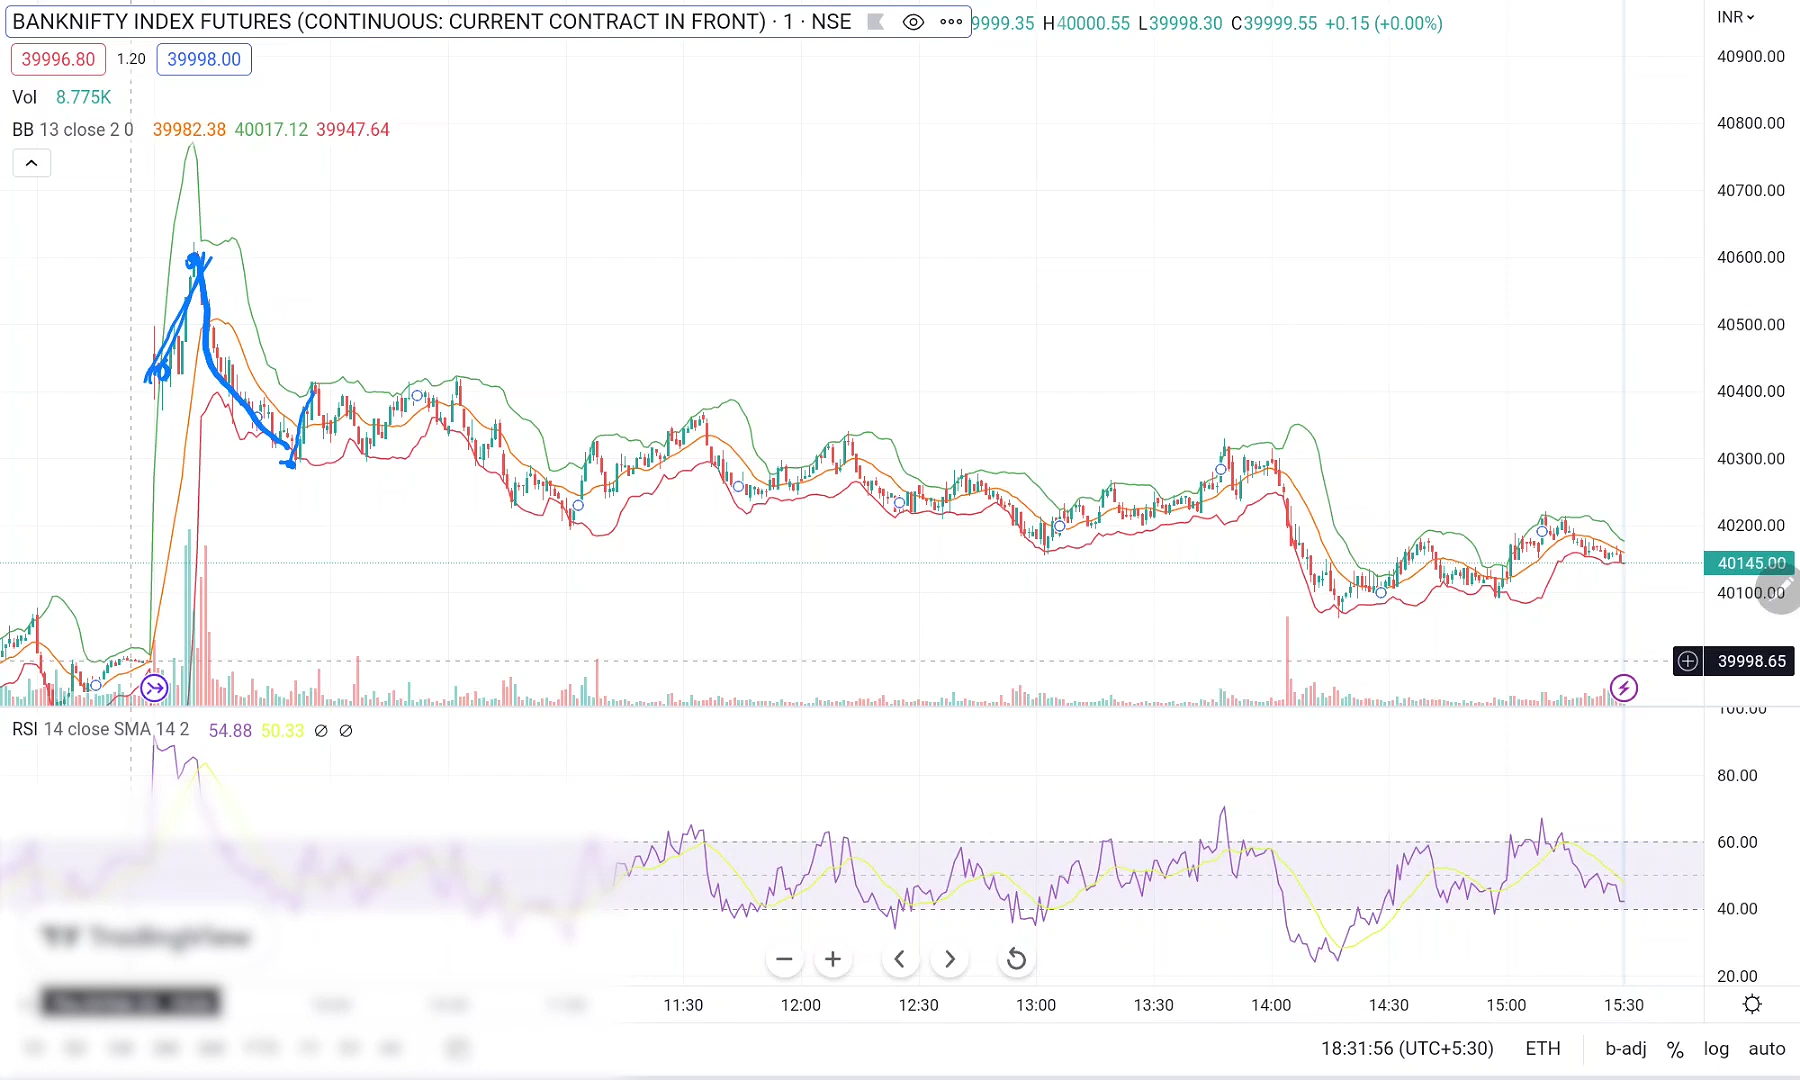 BANKNIFTY INDEX FUTURES (CONTINUOUS: CURRENT CONTRACT IN FRONT) · 1 · NSE 9999.35 H40000.55 L39998.30 C39999.55 +0.15 (+0.00%)
INR
39996.80 1.20 39998.00
Vol 8.775K
BB 13 close 2 0 39982.38 40017.12 39947.64
40900.00
40800.00
40700.00
40600.00
40500.00
40400.00
40300.00
40200.00
40145.00
40100.00
39998.65
RSI 14 close SMA 14 2 54.88 50.33 ∅ ∅
100.00
80.00
60.00
40.00
20.00
TradingView
11:30 12:00 12:30 13:00 13:30 14:00 14:30 15:00 15:30
18:31:56 (UTC+5:30) ETH b-adj % log auto